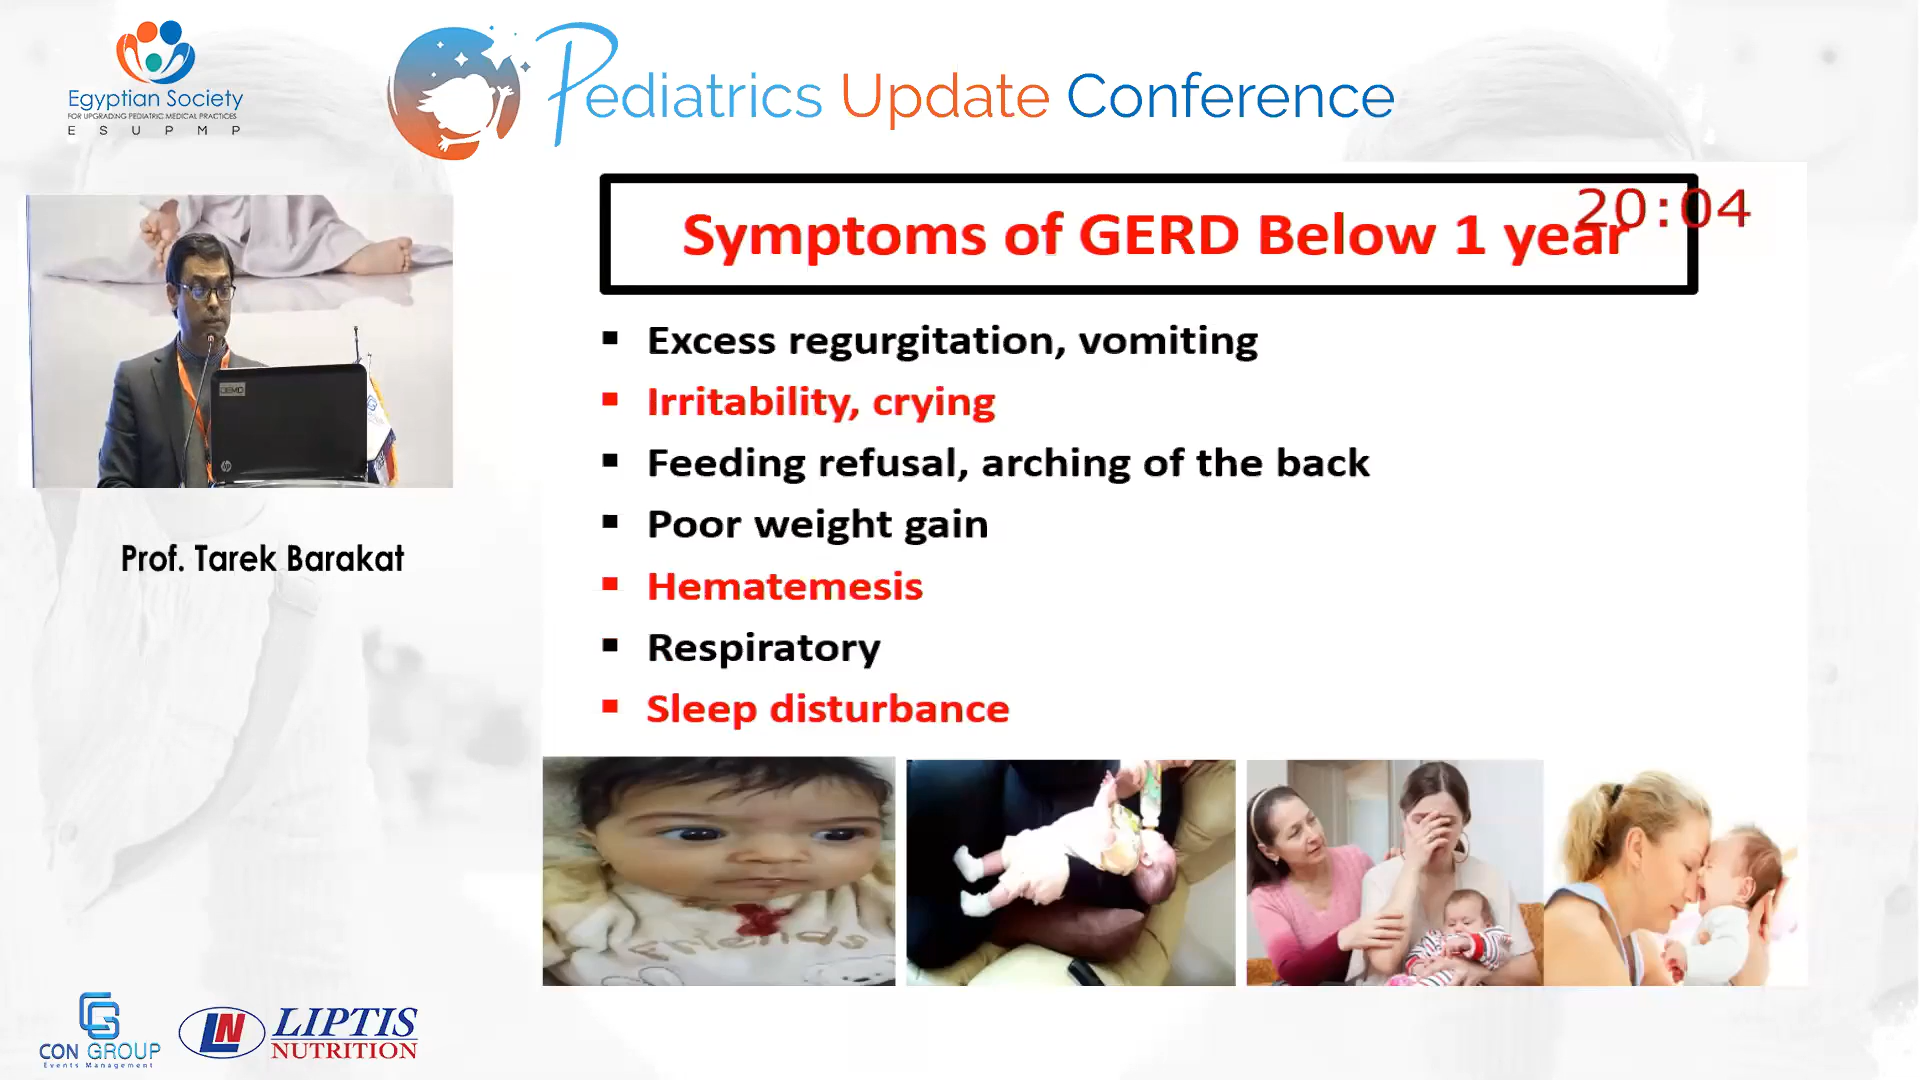 Egyptian Society
FOR UPGRADING PEDIATRIC MEDICAL PRACTICES
E S U P M P
Pediatrics Update Conference
20:04
Symptoms of GERD Below 1 year
▪ Excess regurgitation, vomiting
▪ Irritability, crying
▪ Feeding refusal, arching of the back
▪ Poor weight gain
▪ Hematemesis
▪ Respiratory
▪ Sleep disturbance
Prof. Tarek Barakat
hp
Friends
CON GROUP
Events Management
LN
LIPTIS
NUTRITION